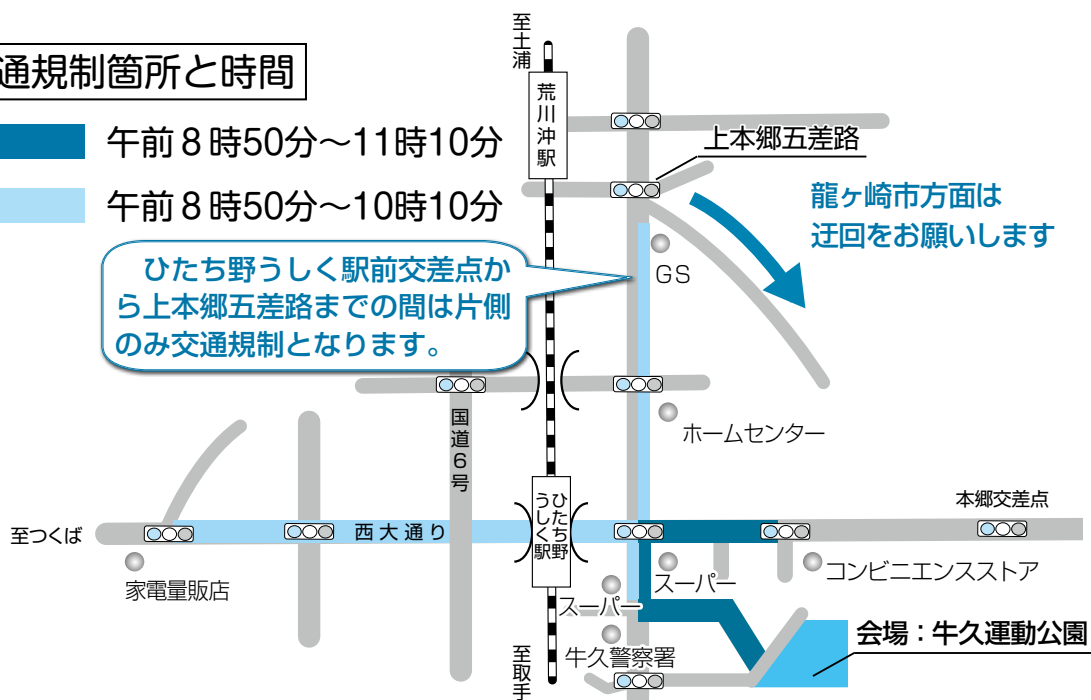 至土浦
通規制箇所と時間
荒川沖駅
午前8時50分〜11時10分
上本郷五差路
午前8時50分〜10時10分
龍ヶ崎市方面は
迂回をお願いします
ひたち野うしく駅前交差点か
ら上本郷五差路までの間は片側
のみ交通規制となります。
GS
国道6号
ホームセンター
本郷交差点
至つくば
西大通り
ひたち野
うしく駅
家電量販店
スーパー
コンビニエンスストア
スーパー
会場：牛久運動公園
牛久警察署
至取手